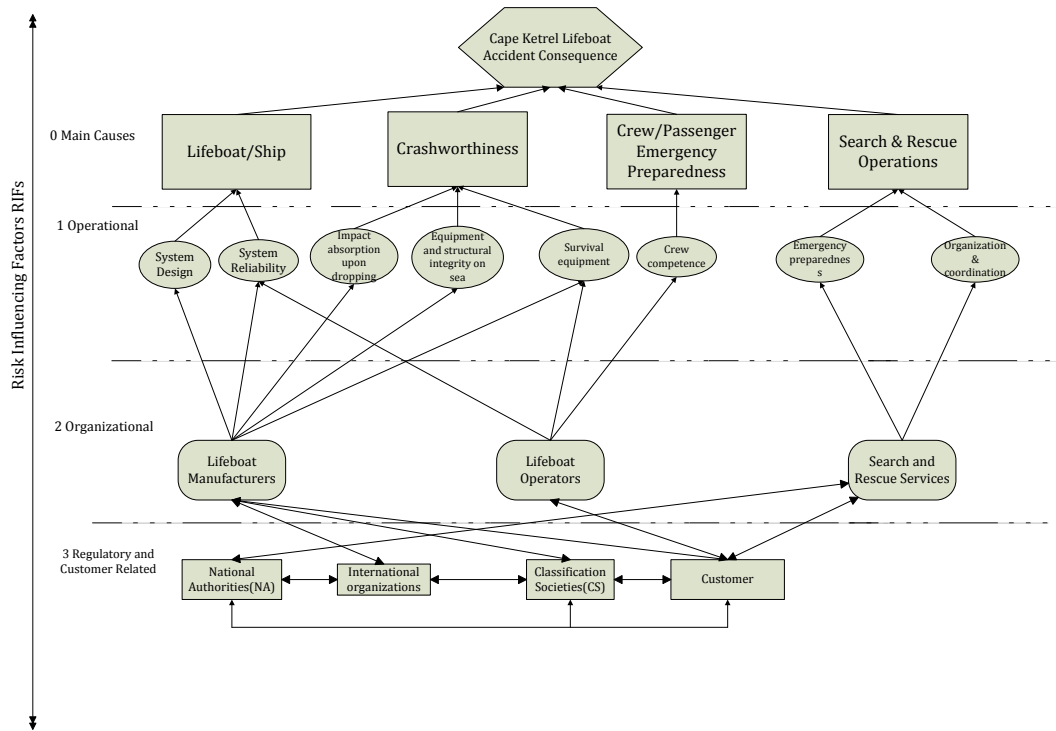 Cape Ketrel Lifeboat
Accident Consequence
0 Main Causes
Lifeboat/Ship
Crashworthiness
Crew/Passenger
Emergency
Preparedness
Search & Rescue
Operations
Risk Influencing Factors RIFs
1 Operational
System
Design
System
Reliability
Impact
absorption
upon
dropping
Equipment
and structural
integrity on
sea
Survival
equipment
Crew
competence
Emergency
preparednes
s
Organization
&
coordination
2 Organizational
Lifeboat
Manufacturers
Lifeboat
Operators
Search and
Rescue Services
3 Regulatory and
Customer Related
National
Authorities(NA)
International
organizations
Classification
Societies(CS)
Customer